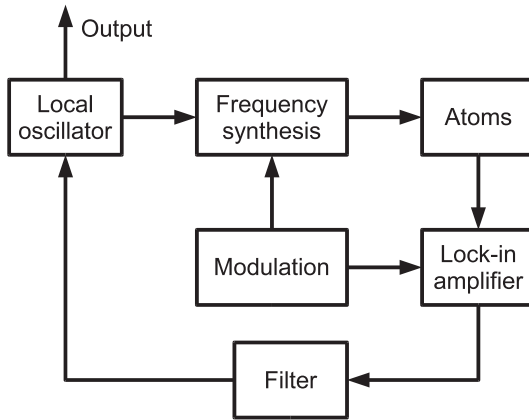 Output
Local
oscillator
Frequency
synthesis
Atoms
Modulation
Lock-in
amplifier
Filter